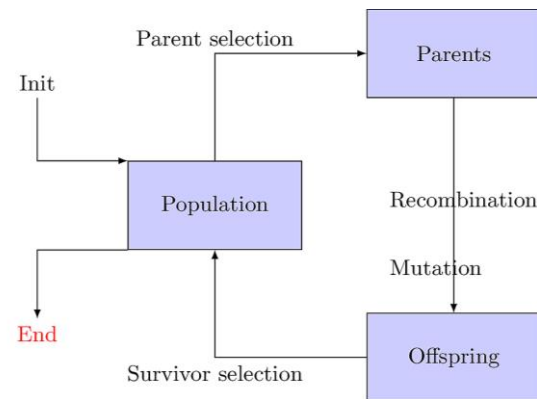 Parent selection
Parents
Init
Population
Recombination
Mutation
End
Offspring
Survivor selection